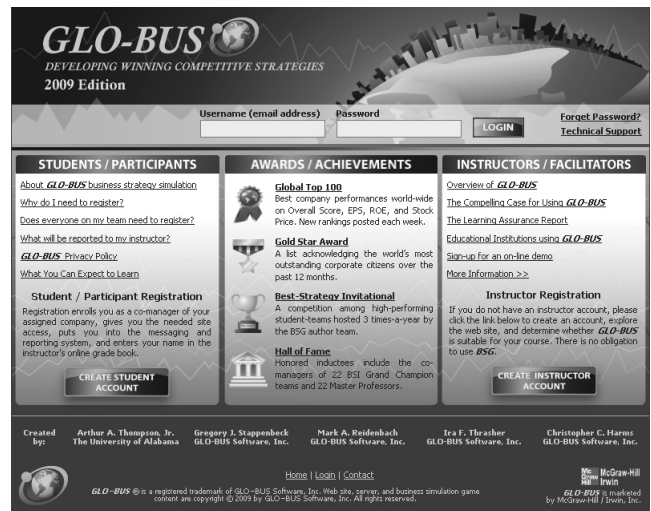 GLO-BUS
DEVELOPING WINNING COMPETITIVE STRATEGIES
2009 Edition
Username (email address) Password
LOGIN
Forget Password?
Technical Support
STUDENTS / PARTICIPANTS
About GLO-BUS business strategy simulation
Why do I need to register?
Does everyone on my team need to register?
What will be reported to my instructor?
GLO-BUS Privacy Policy
What You Can Expect to Learn
Student / Participant Registration
Registration enrolls you as a co-manager of your
assigned company, gives you the needed site
access, puts you into the messaging and
reporting system, and enters your name in the
instructor's online grade book.
CREATE STUDENT
ACCOUNT
AWARDS / ACHIEVEMENTS
Global Top 100
Best company performances world-wide
on Overall Score, EPS, ROE, and Stock
Price. New rankings posted each week.
Gold Star Award
A list acknowledging the world's most
outstanding corporate citizens over the
past 12 months.
Best-Strategy Invitational
A competition among high-performing
student-teams hosted 3 times-a-year by
the BSG author team.
Hall of Fame
Honored inductees include the co-
managers of 22 BSI Grand Champion
teams and 22 Master Professors.
INSTRUCTORS / FACILITATORS
Overview of GLO-BUS
The Compelling Case for Using GLO-BUS
The Learning Assurance Report
Educational Institutions using GLO-BUS
Sign-up for an on-line demo
More Information >>
Instructor Registration
If you do not have an instructor account, please
click the link below to create an account, explore
the web site, and determine whether GLO-BUS
is suitable for your course. There is no obligation
to use BSG.
CREATE INSTRUCTOR
ACCOUNT
Created
by:
Arthur A. Thompson, Jr.
The University of Alabama
Gregory J. Stappenbeck
GLO-BUS Software, Inc.
Mark A. Reidenbach
GLO-BUS Software, Inc.
Ira F. Thrasher
GLO-BUS Software, Inc.
Christopher C. Harms
GLO-BUS Software, Inc.
Home | Login | Contact
GLO-BUS ® is a registered trademark of GLO-BUS Software, Inc. Web site, server, and business simulation game
content are copyright © 2009 by GLO-BUS Software, Inc. All rights reserved.
Mc Graw Hill McGraw-Hill
Irwin
GLO-BUS is marketed
by McGraw-Hill / Irwin, Inc.